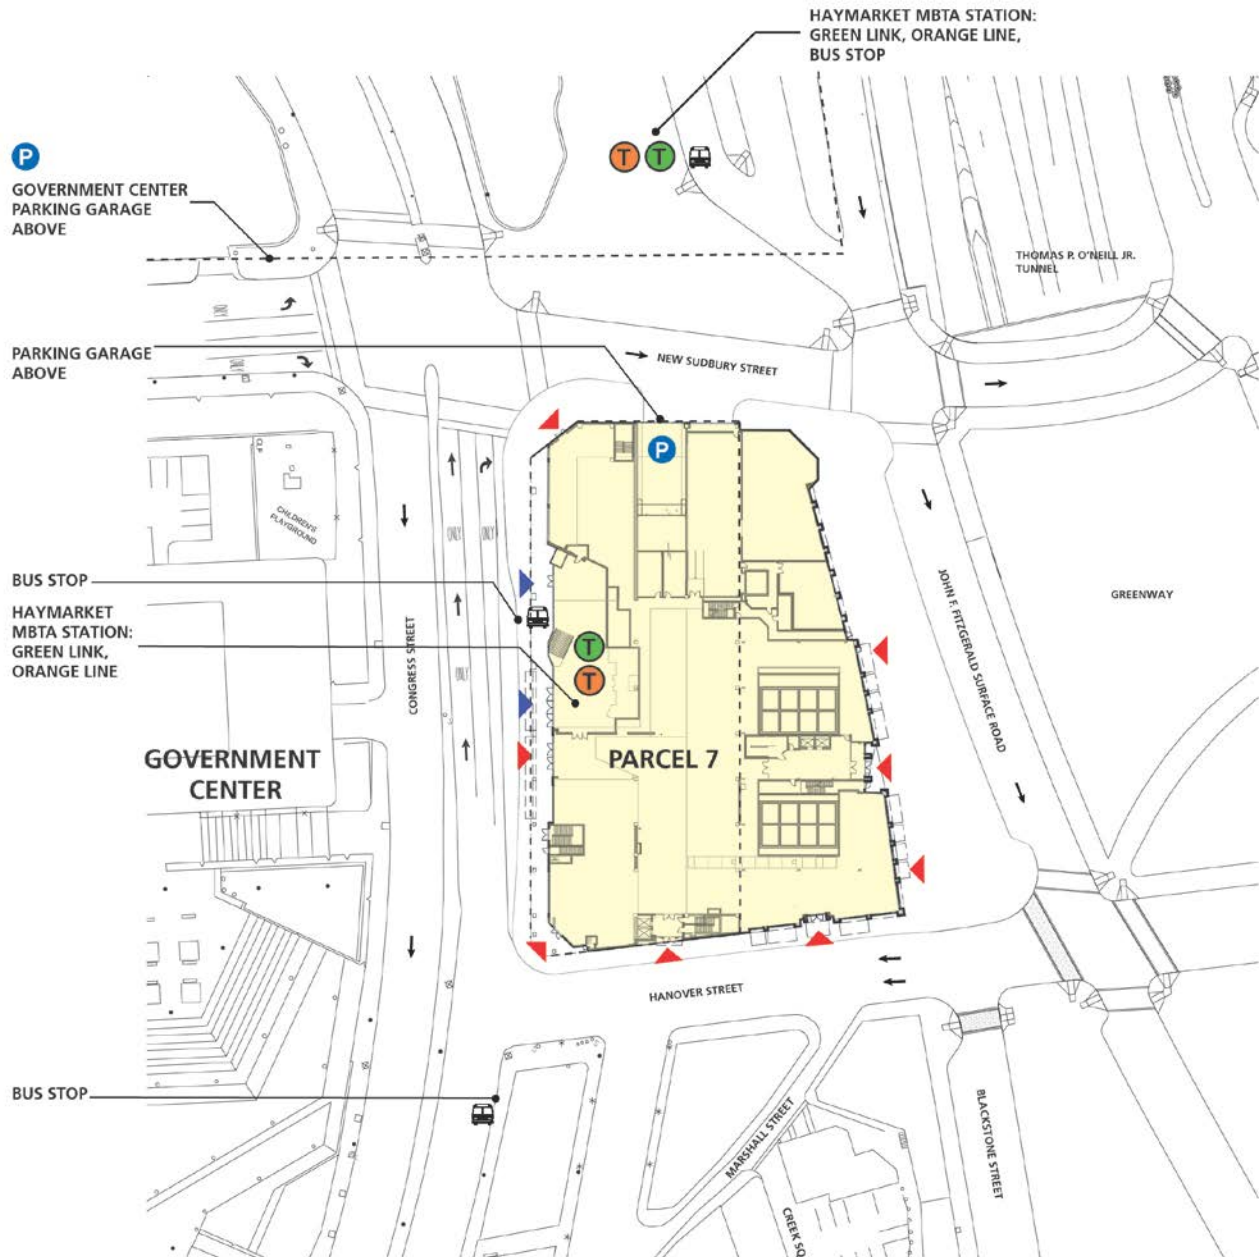 HAYMARKET MBTA STATION:
GREEN LINK, ORANGE LINE,
BUS STOP
P
T T
GOVERNMENT CENTER
PARKING GARAGE
ABOVE
THOMAS P. O'NEILL JR.
TUNNEL
ONLY
PARKING GARAGE
ABOVE
NEW SUDBURY STREET
ONLY
P
CHILDREN'S
PLAYGROUND
ONLY
ONLY
BUS STOP
HAYMARKET
MBTA STATION:
GREEN LINK,
ORANGE LINE
T
T
ONLY
CONGRESS STREET
JOHN F. FITZGERALD SURFACE ROAD
GREENWAY
GOVERNMENT
CENTER
PARCEL 7
HANOVER STREET
BUS STOP
MARSHALL STREET
BLACKSTONE STREET
CREEK SQ